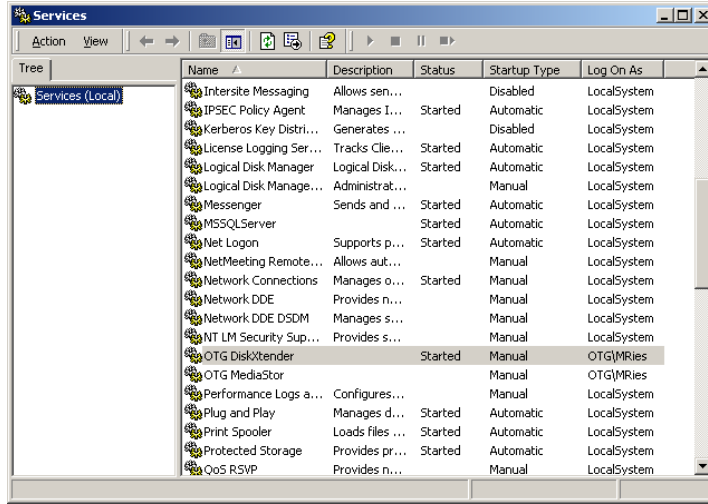 Services
Action View
Tree
Name Description Status Startup Type Log On As
Services (Local)
Intersite Messaging Allows sen... Disabled LocalSystem
IPSEC Policy Agent Manages I... Started Automatic LocalSystem
Kerberos Key Distri... Generates ... Disabled LocalSystem
License Logging Ser... Tracks Clie... Started Automatic LocalSystem
Logical Disk Manager Logical Disk... Started Automatic LocalSystem
Logical Disk Manage... Administrat... Manual LocalSystem
Messenger Sends and ... Started Automatic LocalSystem
MSSQLServer Started Automatic LocalSystem
Net Logon Supports p... Started Automatic LocalSystem
NetMeeting Remote... Allows aut... Manual LocalSystem
Network Connections Manages o... Started Manual LocalSystem
Network DDE Provides n... Manual LocalSystem
Network DDE DSDM Manages s... Manual LocalSystem
NT LM Security Sup... Provides s... Manual LocalSystem
OTG DiskXtender Started Manual OTG\MRies
OTG MediaStor Manual OTG\MRies
Performance Logs a... Configures... Manual LocalSystem
Plug and Play Manages d... Started Automatic LocalSystem
Print Spooler Loads files ... Started Automatic LocalSystem
Protected Storage Provides pr... Started Automatic LocalSystem
QoS RSVP Provides n... Manual LocalSystem